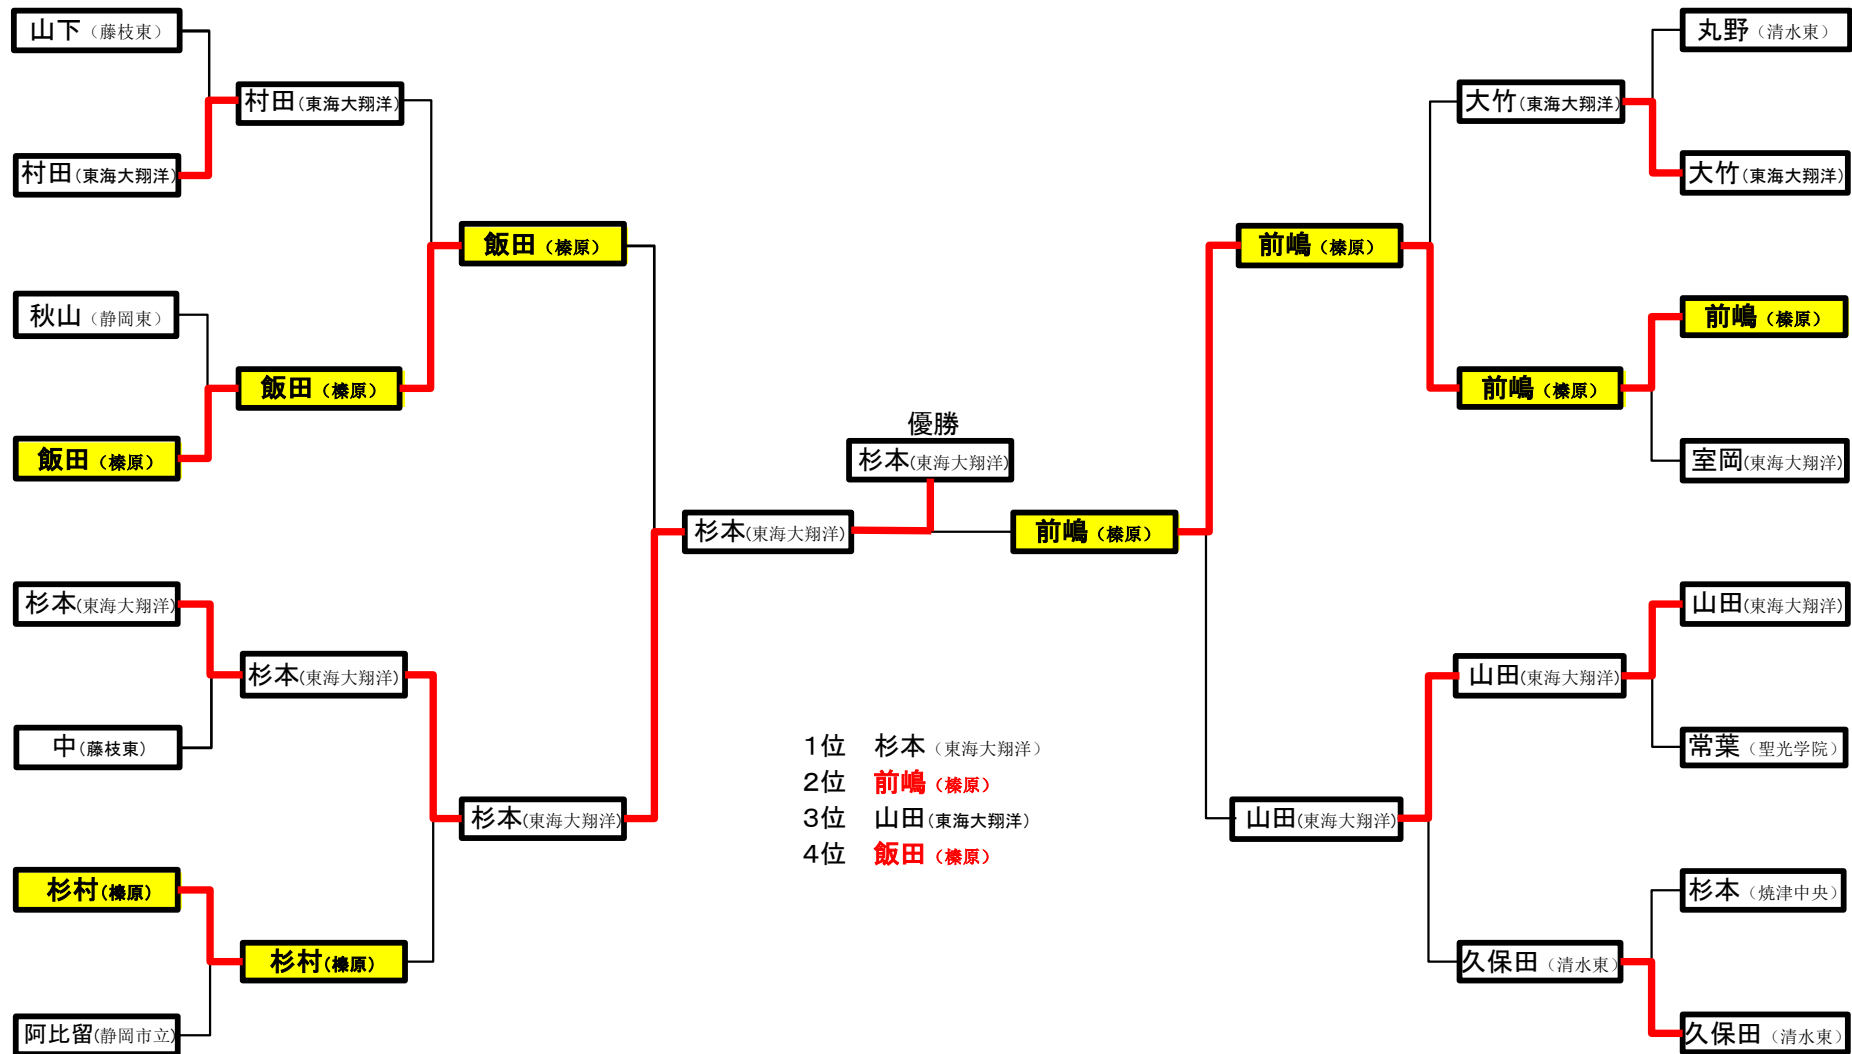 山下（藤枝東）
村田(東海大翔洋)
村田(東海大翔洋)
飯田（榛原）
秋山（静岡東）
飯田（榛原）
飯田（榛原）
杉本(東海大翔洋)
杉本(東海大翔洋)
中(藤枝東)
杉本(東海大翔洋)
杉村(榛原)
杉村(榛原)
阿比留(静岡市立)
優勝
杉本(東海大翔洋)
杉本(東海大翔洋)
前嶋（榛原）
1位 杉本（東海大翔洋）
2位 前嶋（榛原）
3位 山田(東海大翔洋)
4位 飯田（榛原）
丸野（清水東）
大竹(東海大翔洋)
大竹(東海大翔洋)
前嶋（榛原）
前嶋（榛原）
前嶋（榛原）
室岡(東海大翔洋)
山田(東海大翔洋)
山田(東海大翔洋)
常葉（聖光学院）
山田(東海大翔洋)
杉本（焼津中央）
久保田（清水東）
久保田（清水東）